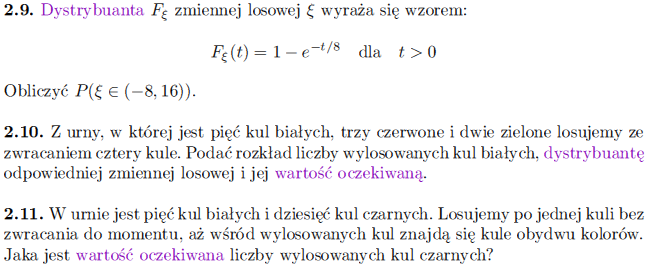 2.9. Dystrybuanta F_ξ zmiennej losowej ξ wyraża się wzorem:
F_ξ(t) = 1 − e^{−t/8} dla t > 0
Obliczyć P(ξ ∈ (−8, 16)).
2.10. Z urny, w której jest pięć kul białych, trzy czerwone i dwie zielone losujemy ze
zwracaniem cztery kule. Podać rozkład liczby wylosowanych kul białych, dystrybuantę
odpowiedniej zmiennej losowej i jej wartość oczekiwaną.
2.11. W urnie jest pięć kul białych i dziesięć kul czarnych. Losujemy po jednej kuli bez
zwracania do momentu, aż wśród wylosowanych kul znajdą się kule obydwu kolorów.
Jaka jest wartość oczekiwana liczby wylosowanych kul czarnych?